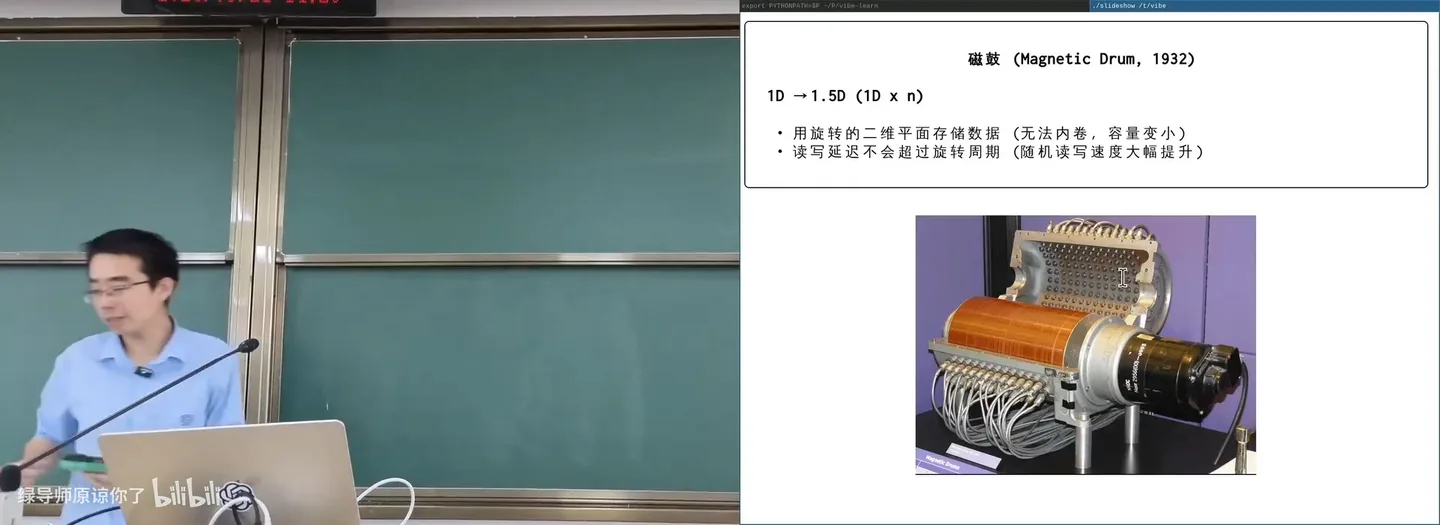 export PYTHONPATH=$P ~/P/vibe-learn
./slideshow /t/vibe
磁鼓 (Magnetic Drum, 1932)
1D →1.5D (1D x n)
• 用旋转的二维平面存储数据 (无法内卷, 容量变小)
• 读写延迟不会超过旋转周期 (随机读写速度大幅提升)
Magnetic Drum
绿导师原谅你了 bilibili